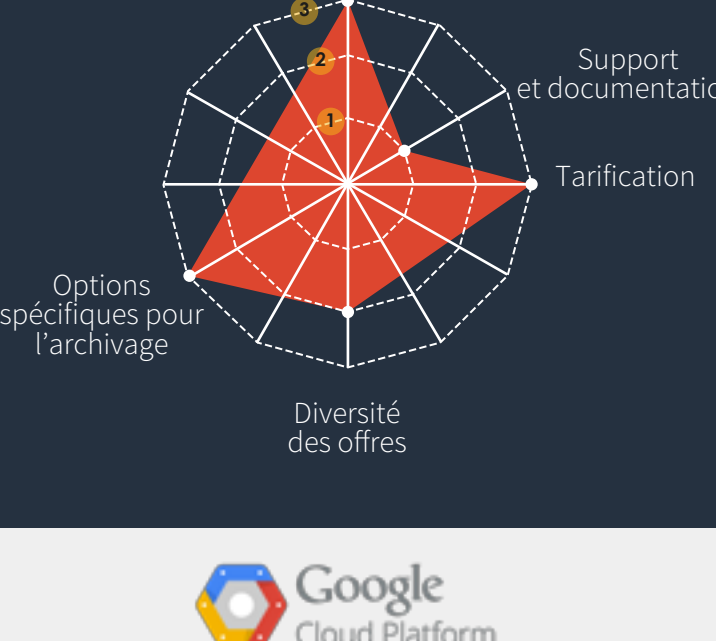 3
2
1
Support
et documentatio
Tarification
Options
spécifiques pour
l’archivage
Diversité
des offres
Google
Cloud Platform